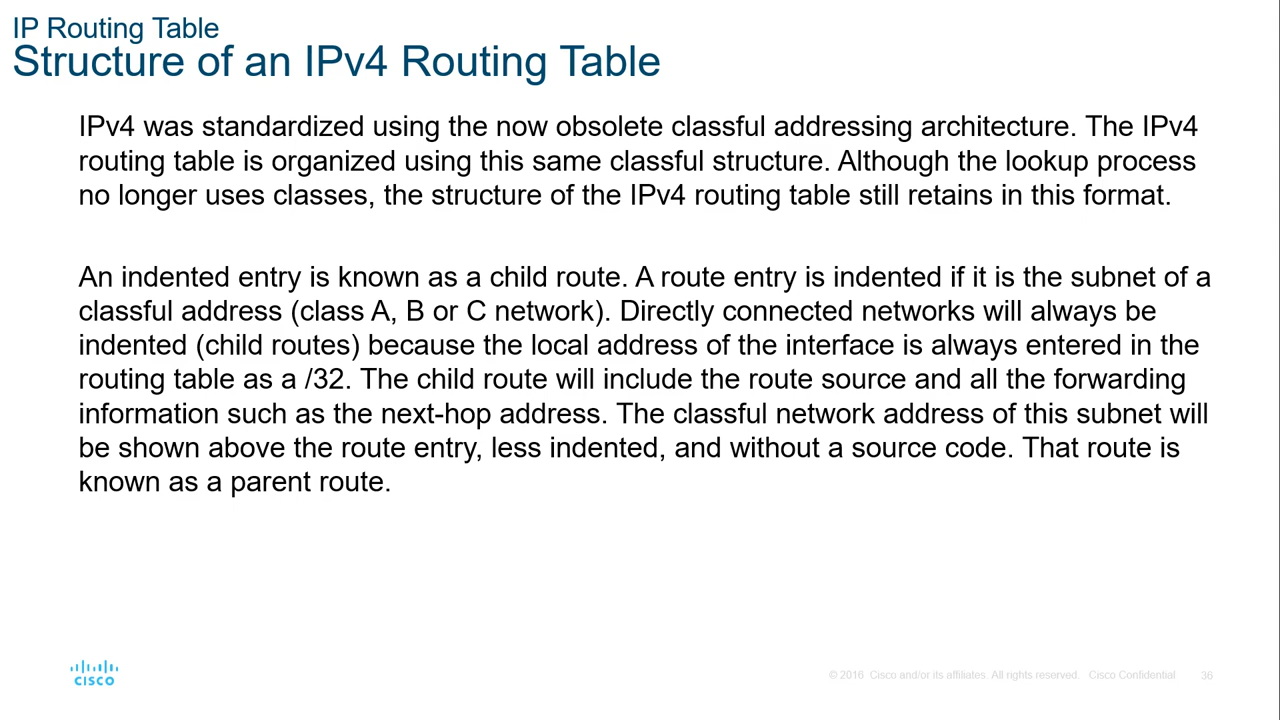 IP Routing Table
Structure of an IPv4 Routing Table
IPv4 was standardized using the now obsolete classful addressing architecture. The IPv4
routing table is organized using this same classful structure. Although the lookup process
no longer uses classes, the structure of the IPv4 routing table still retains in this format.
An indented entry is known as a child route. A route entry is indented if it is the subnet of a
classful address (class A, B or C network). Directly connected networks will always be
indented (child routes) because the local address of the interface is always entered in the
routing table as a /32. The child route will include the route source and all the forwarding
information such as the next-hop address. The classful network address of this subnet will
be shown above the route entry, less indented, and without a source code. That route is
known as a parent route.
CISCO
© 2016 Cisco and/or its affiliates. All rights reserved. Cisco Confidential 36